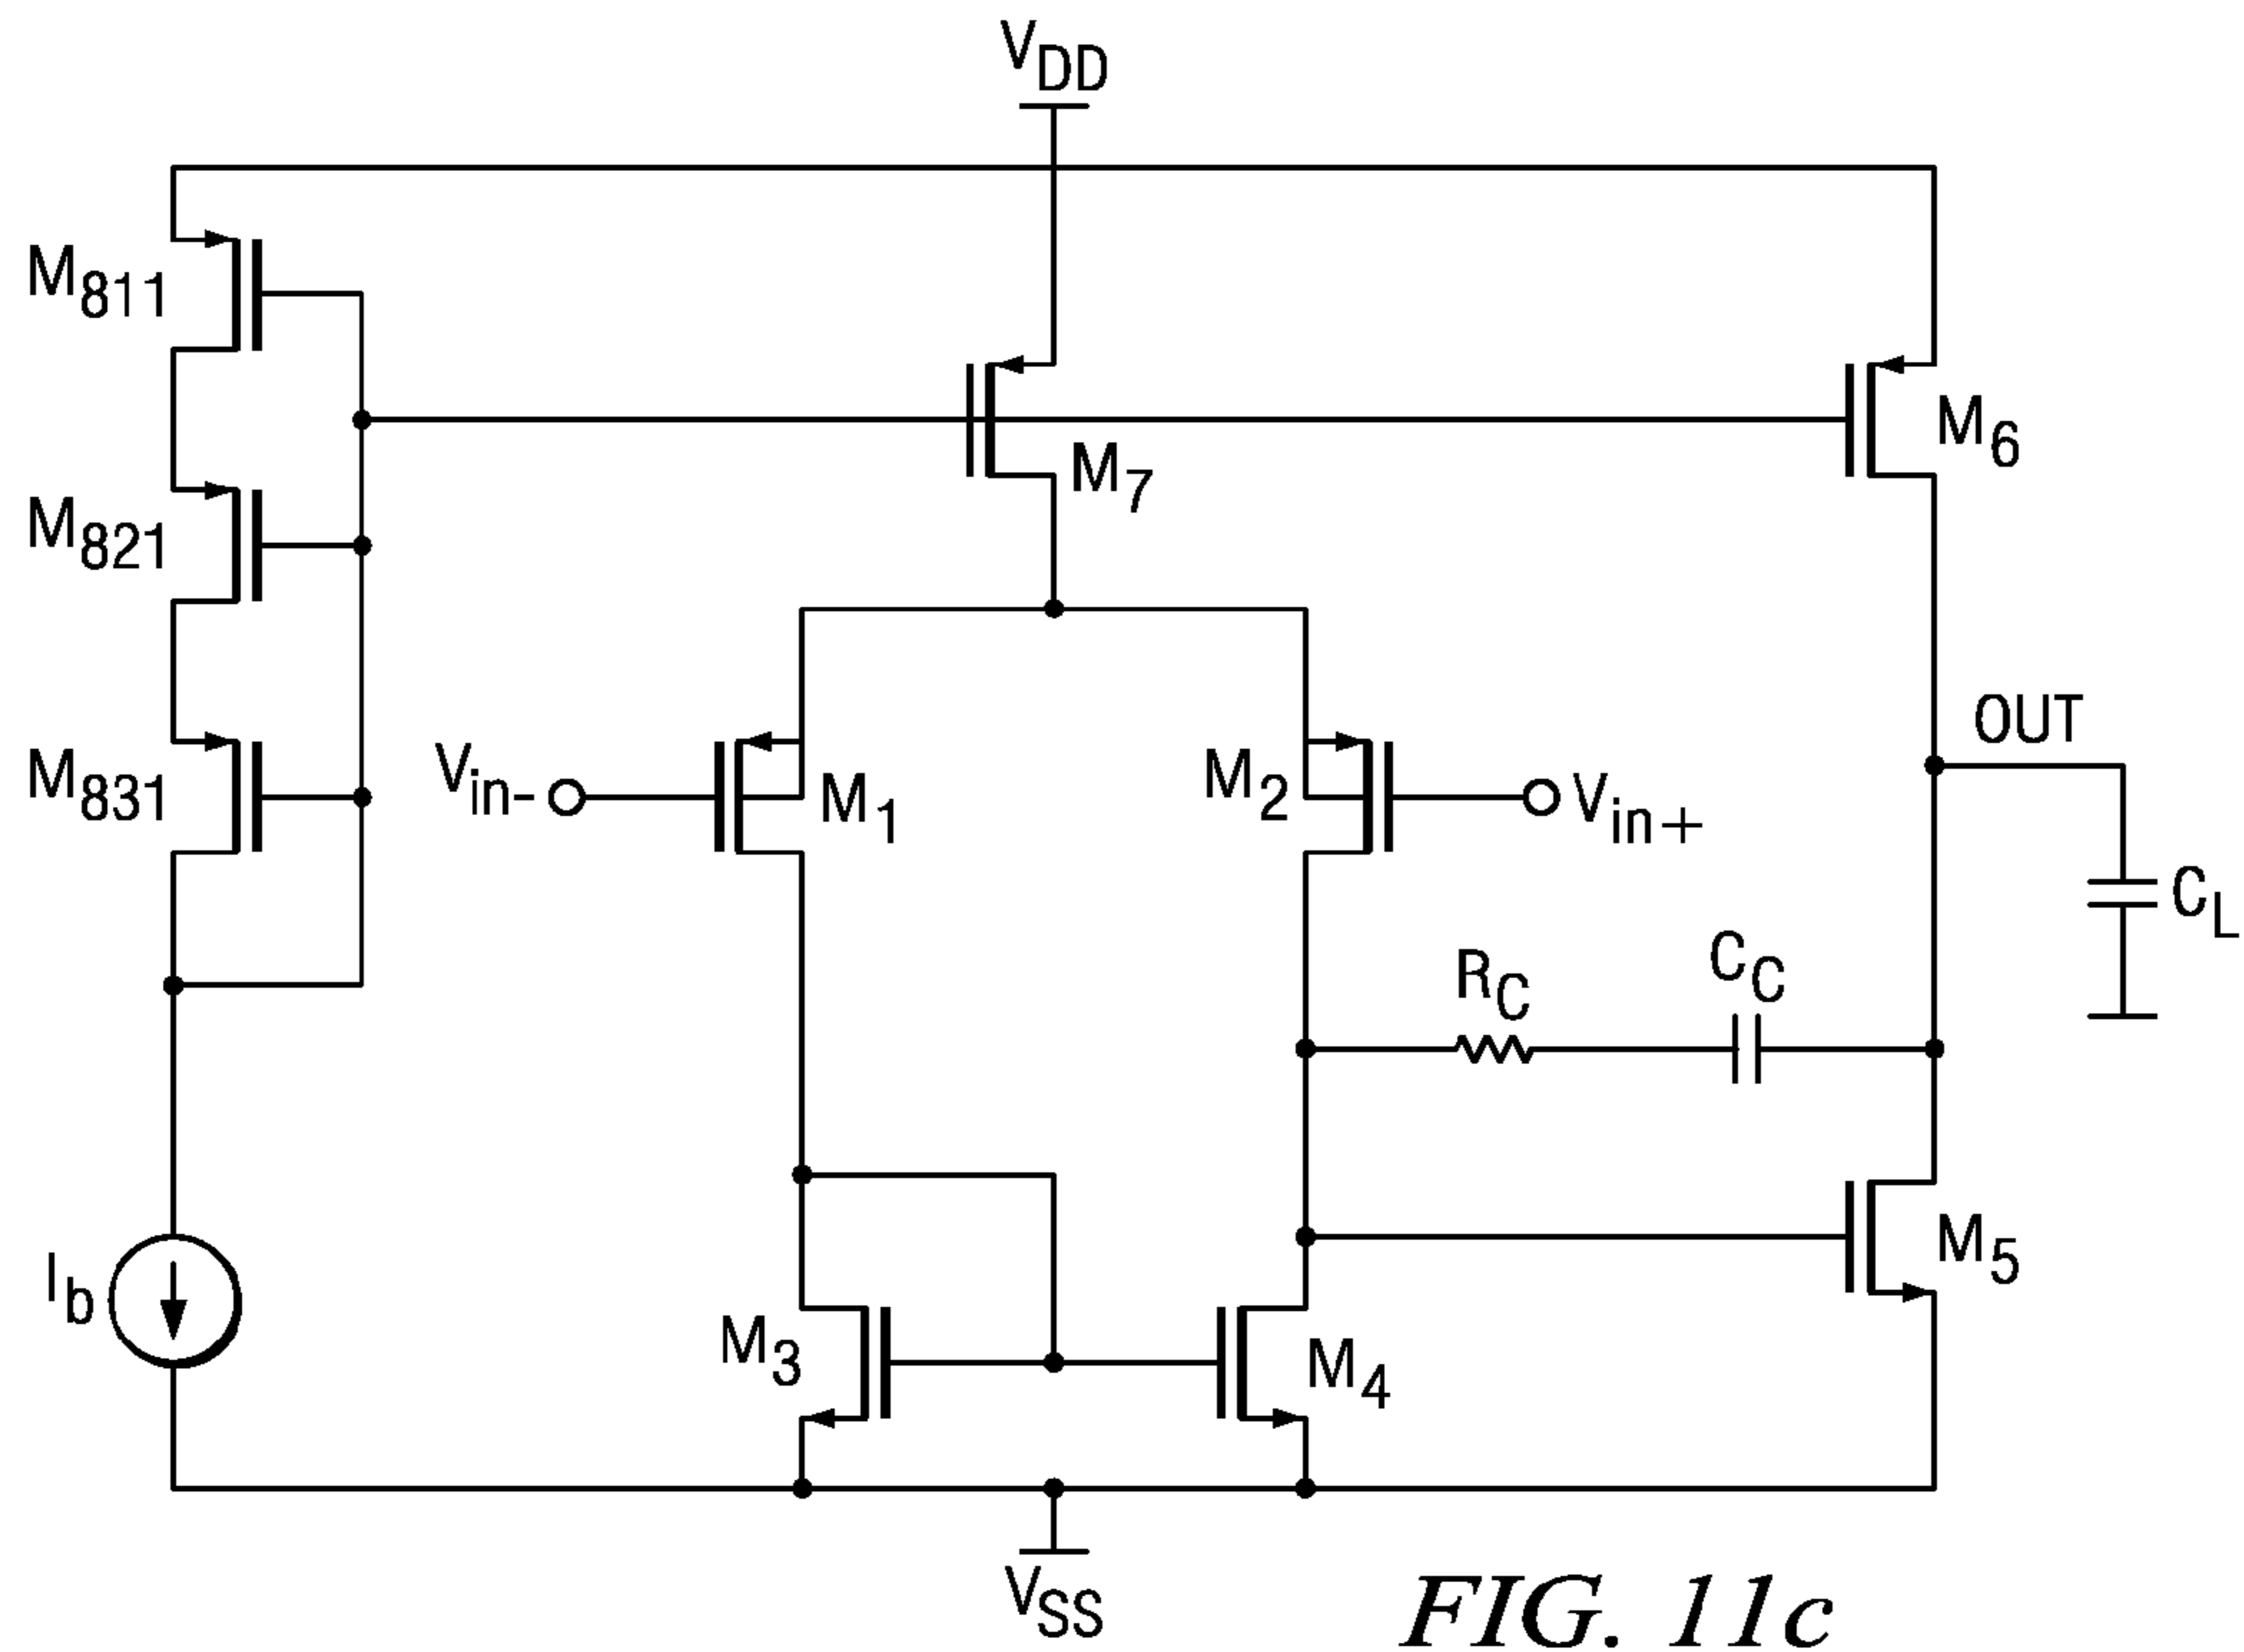 VDD
M811
M6
M7
M821
OUT
M831
Vin-
M1
M2
Vin+
CL
RC
CC
M5
Ib
M3
M4
VSS
FIG. 11c